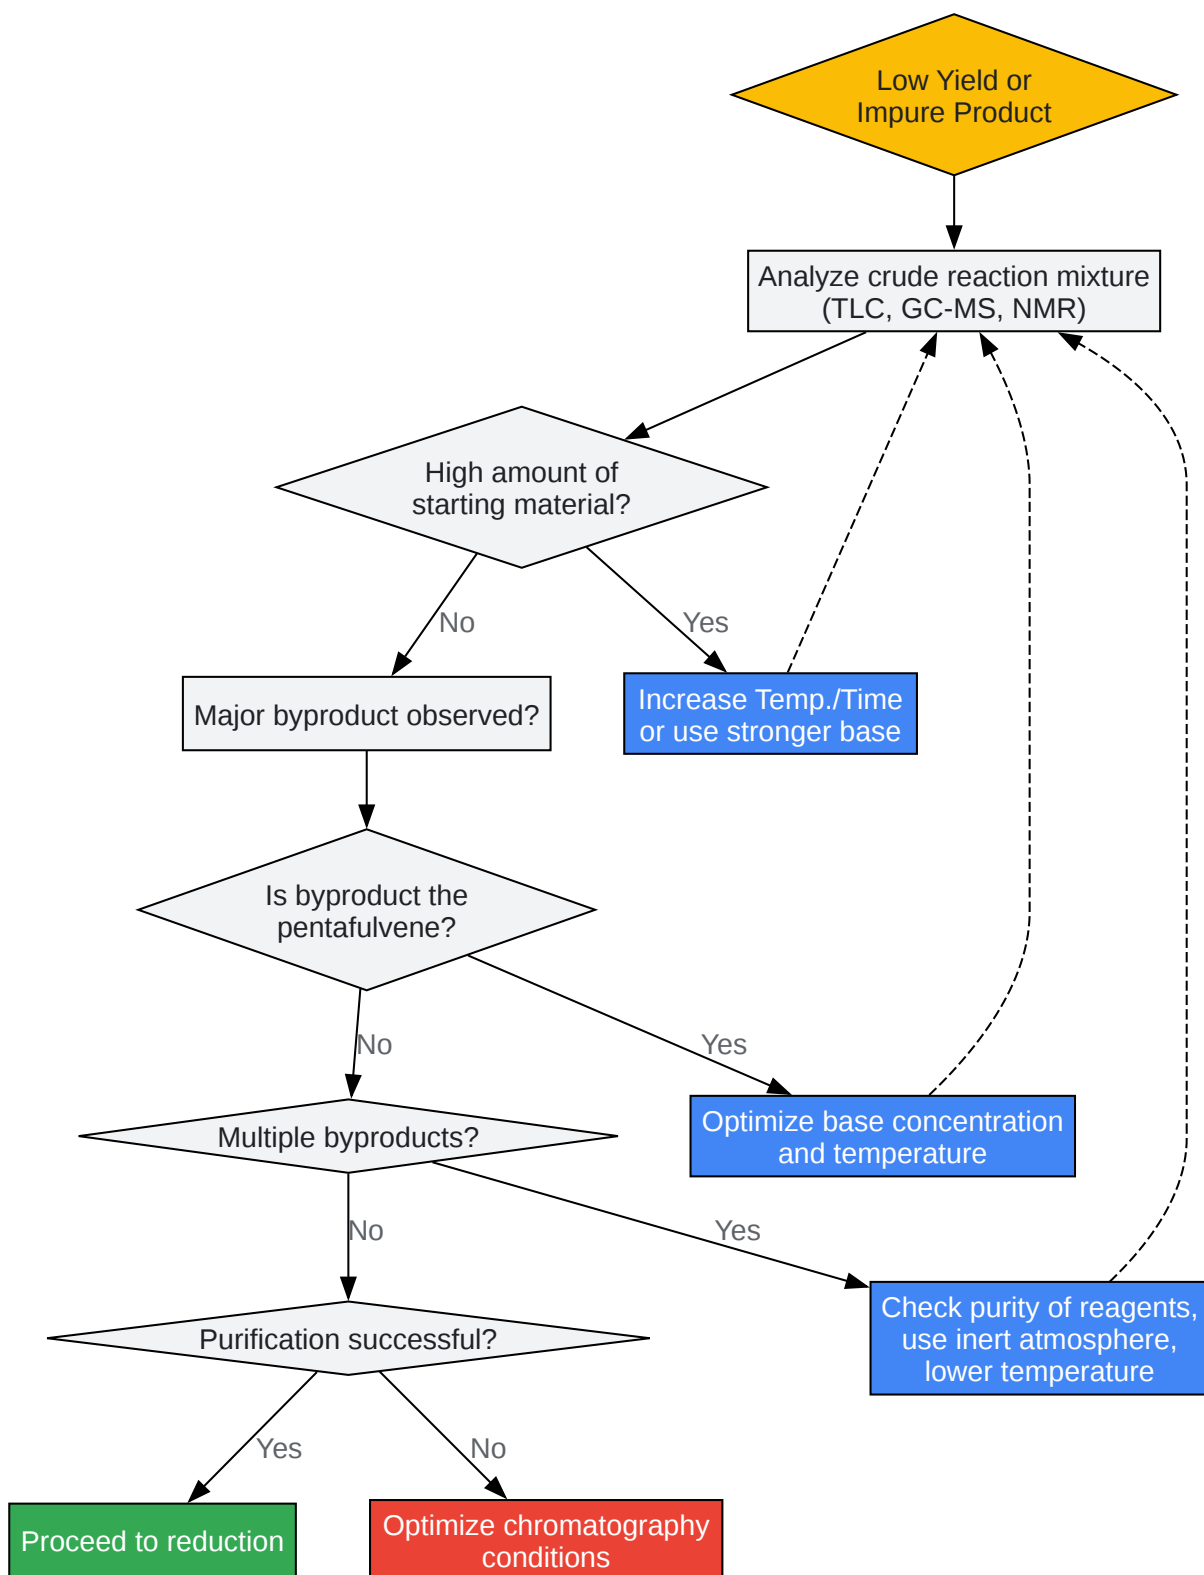 Low Yield or
Impure Product
Analyze crude reaction mixture
(TLC, GC-MS, NMR)
High amount of
starting material?
No
Yes
Major byproduct observed?
Increase Temp./Time
or use stronger base
Is byproduct the
pentafulvene?
No
Yes
Multiple byproducts?
Optimize base concentration
and temperature
No
Yes
Purification successful?
Check purity of reagents,
use inert atmosphere,
lower temperature
Yes
No
Proceed to reduction
Optimize chromatography
conditions